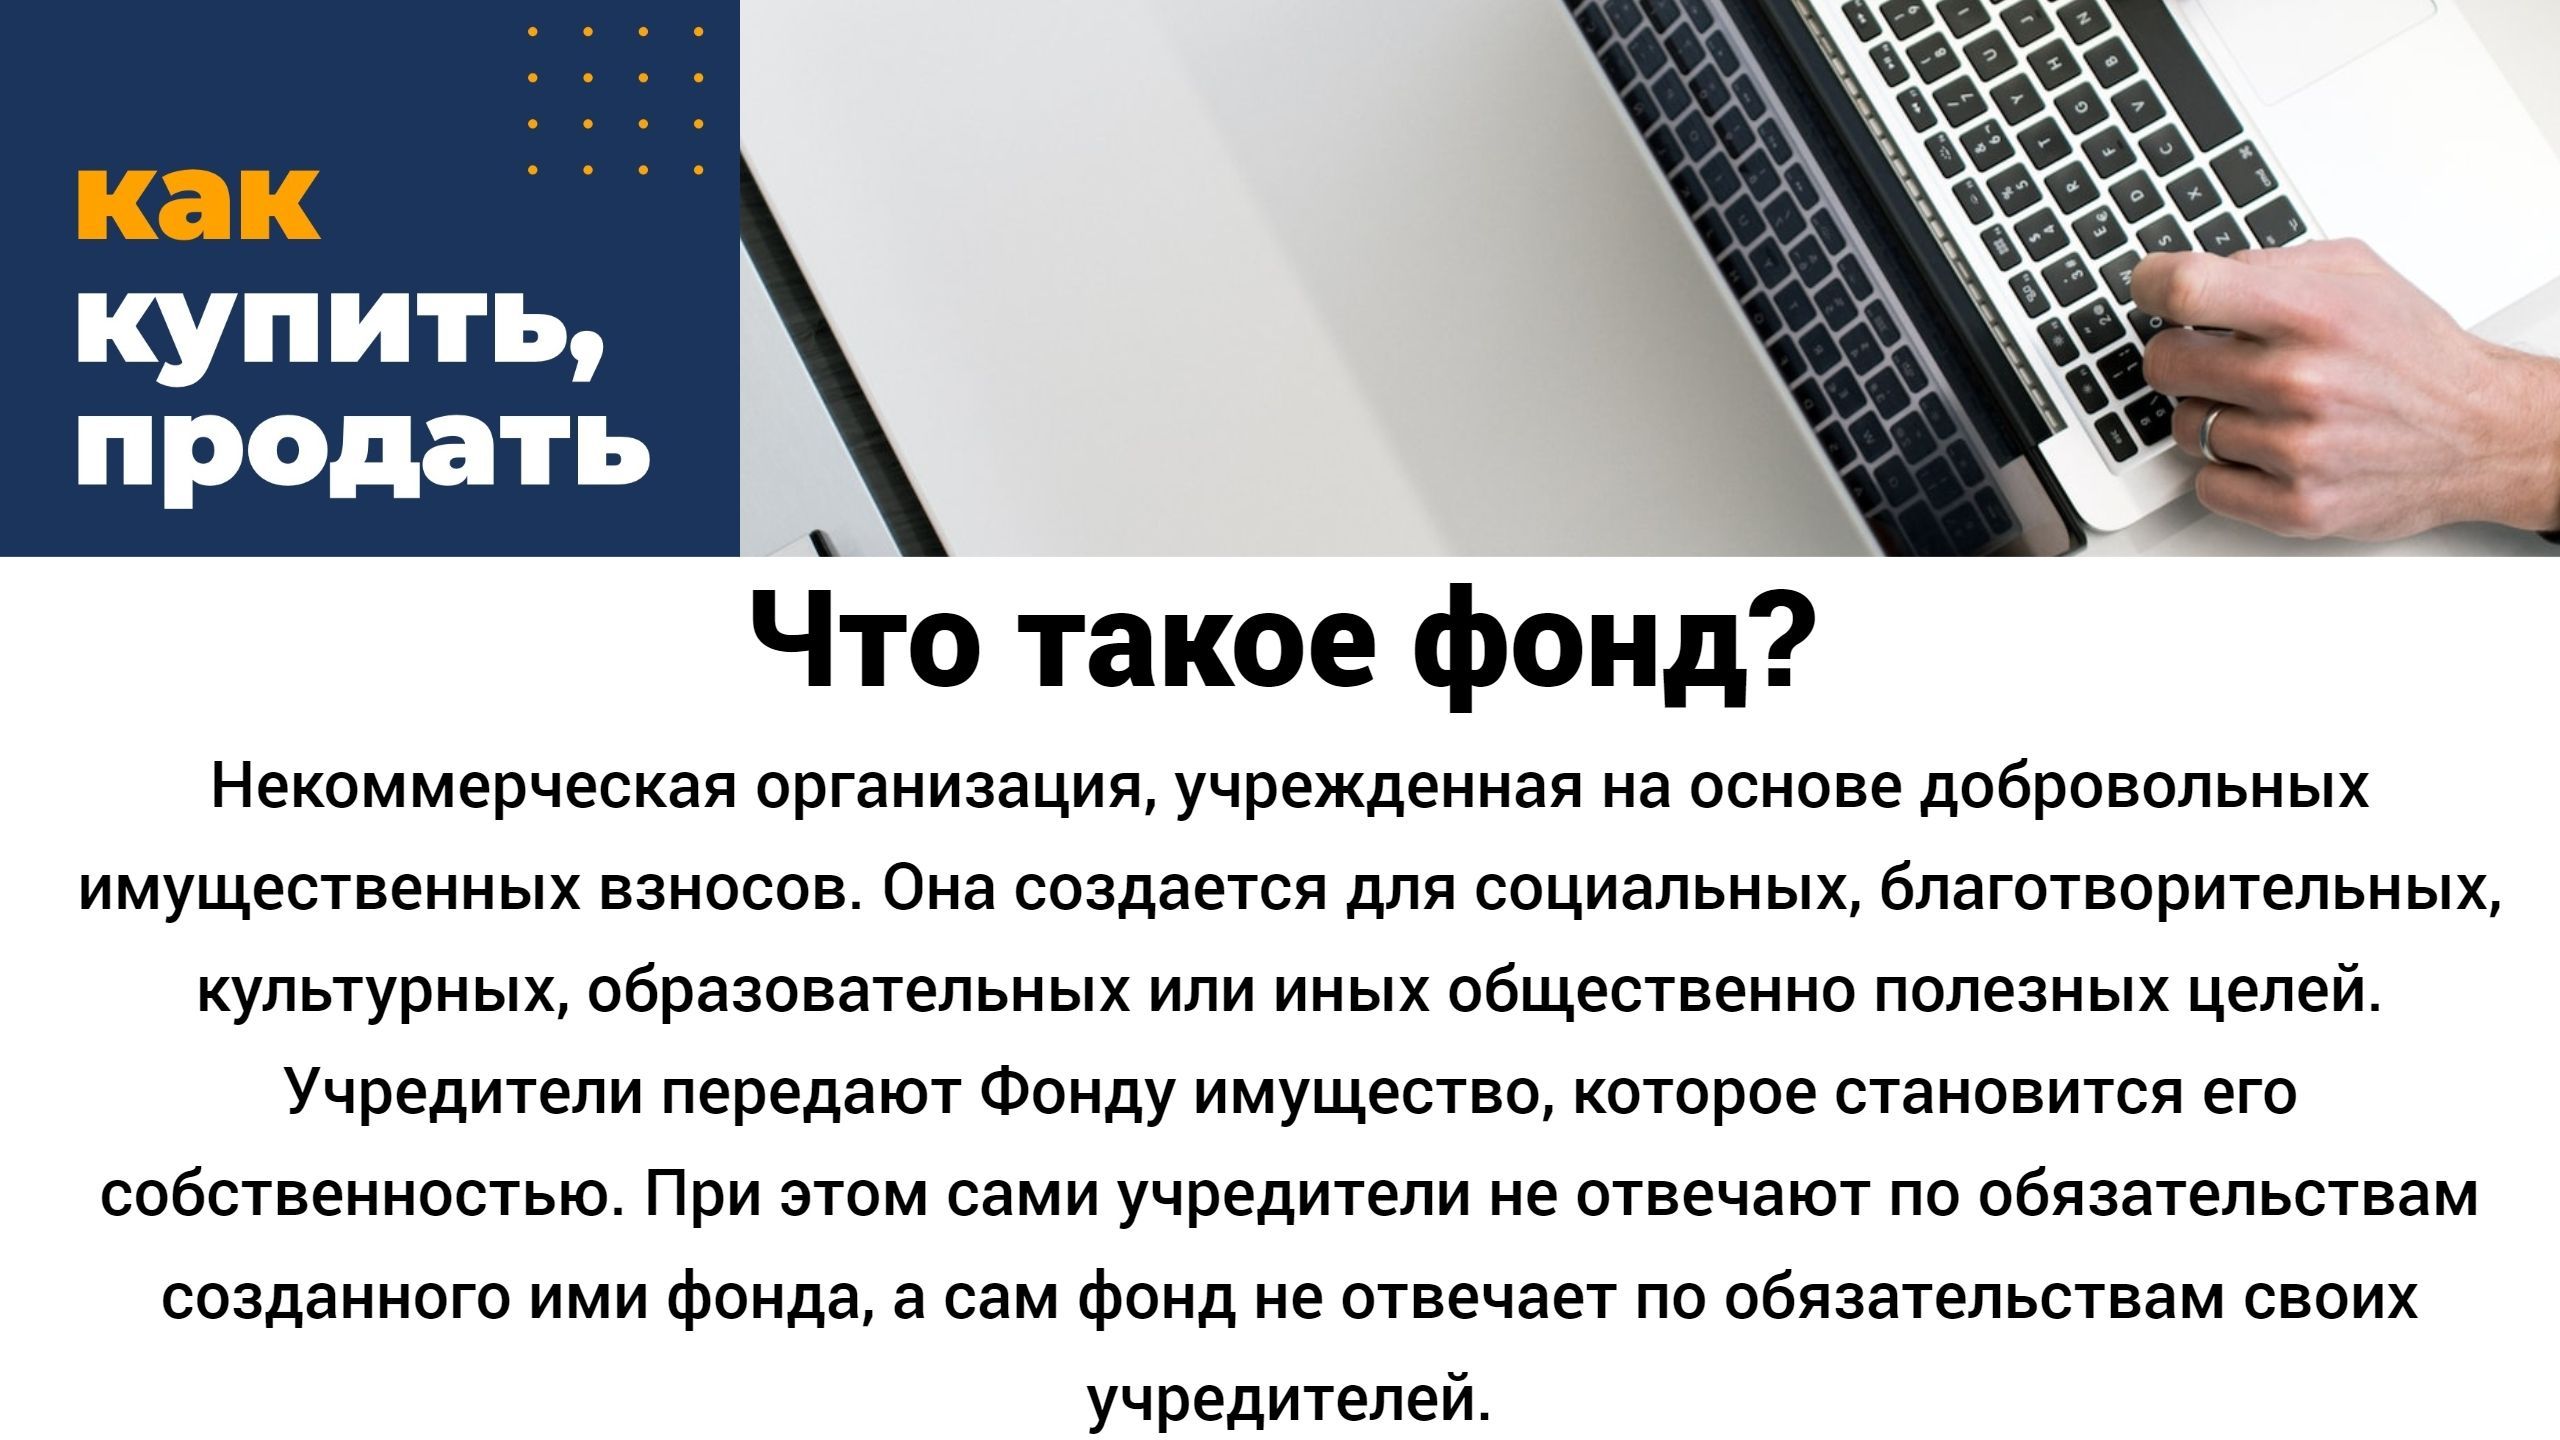 как
купить,
продать
Что такое фонд?
Некоммерческая организация, учрежденная на основе добровольных
имущественных взносов. Она создается для социальных, благотворительных,
культурных, образовательных или иных общественно полезных целей.
Учредители передают Фонду имущество, которое становится его
собственностью. При этом сами учредители не отвечают по обязательствам
созданного ими фонда, а сам фонд не отвечает по обязательствам своих
учредителей.